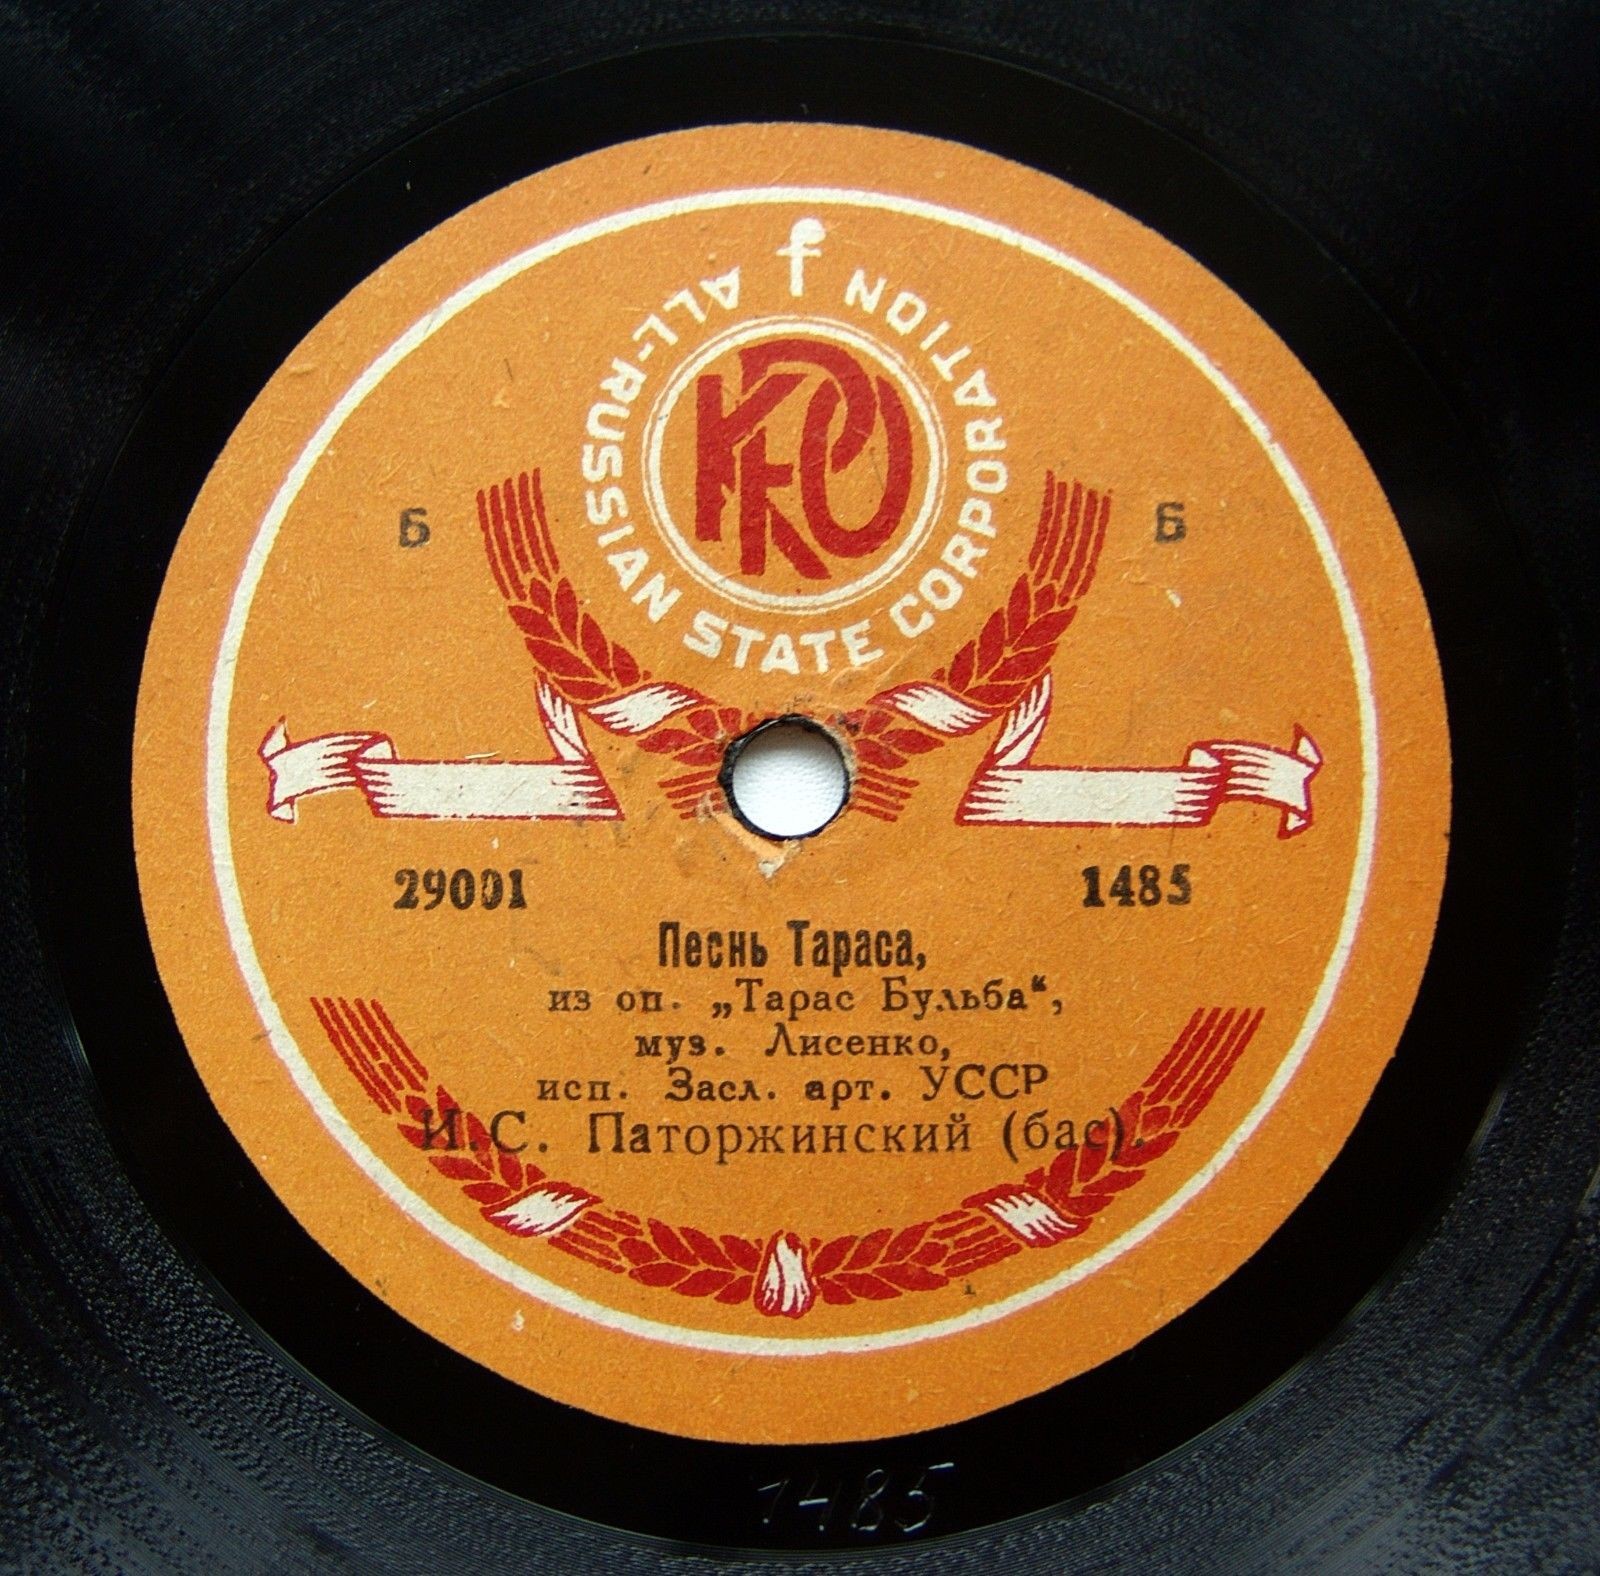 ALL-RUSSIAN STATE CORPORATION
Б Б
29001 1485
Песнь Тараса,
из оп. „Тарас Бульба“,
муз. Лисенко,
исп. Засл. арт. УССР
И.С. Паторжинский (бас).
1485